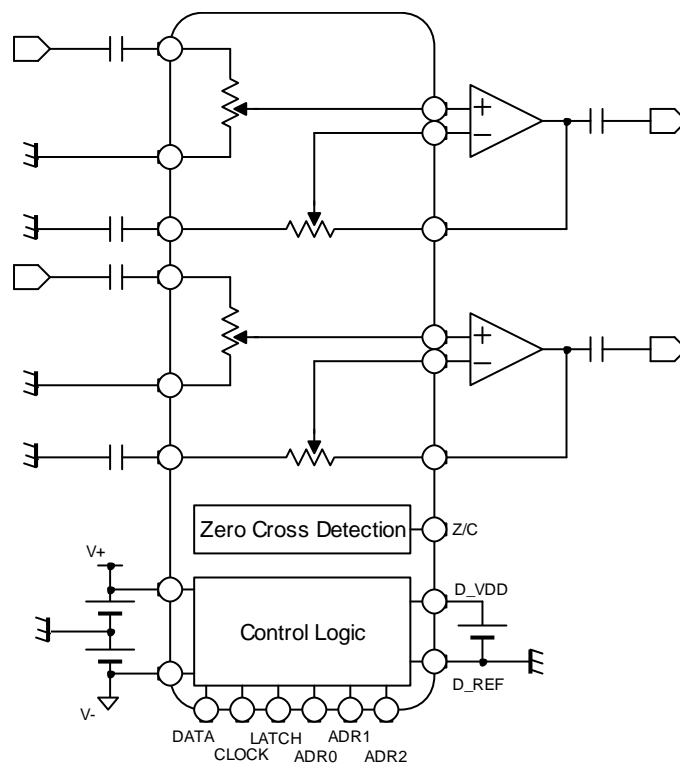 +
−
+
−
Zero Cross Detection
Z/C
V+
D_VDD
Control Logic
V-
D_REF
DATA
CLOCK
LATCH
ADR0
ADR1
ADR2